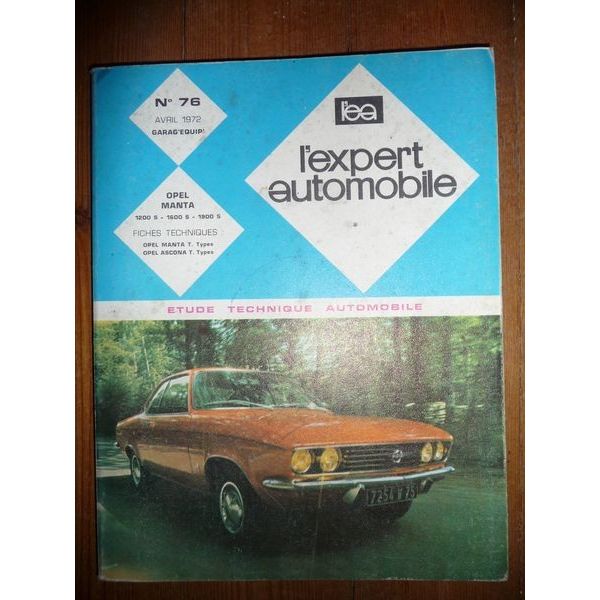 N° 76
AVRIL 1972
GARAG'EQUIP'
OPEL
MANTA
1200 S - 1600 S - 1900 S
FICHES TECHNIQUES
OPEL MANTA T. Types
OPEL ASCONA T. Types
l'ea
l'expert
automobile
ETUDE TECHNIQUE AUTOMOBILE
7254 W 75